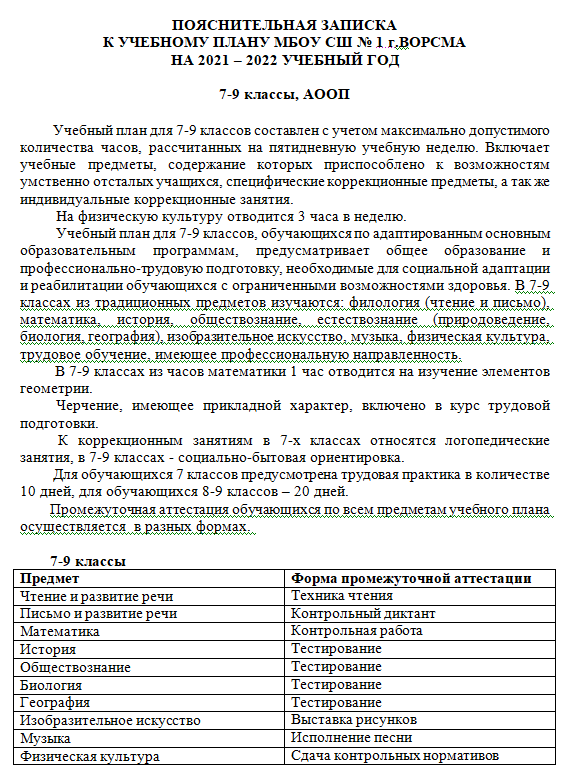 ПОЯСНИТЕЛЬНАЯ ЗАПИСКА
К УЧЕБНОМУ ПЛАНУ МБОУ СШ № 1 г.ВОРСМА
НА 2021 – 2022 УЧЕБНЫЙ ГОД
7-9 классы, АООП
Учебный план для 7-9 классов составлен с учетом максимально допустимого
количества часов, рассчитанных на пятидневную учебную неделю. Включает
учебные предметы, содержание которых приспособлено к возможностям
умственно отсталых учащихся, специфические коррекционные предметы, а так же
индивидуальные коррекционные занятия.
На физическую культуру отводится 3 часа в неделю.
Учебный план для 7-9 классов, обучающихся по адаптированным основным
образовательным программам, предусматривает общее образование и
профессионально-трудовую подготовку, необходимые для социальной адаптации
и реабилитации обучающихся с ограниченными возможностями здоровья. В 7-9
классах из традиционных предметов изучаются: филология (чтение и письмо),
математика, история, обществознание, естествознание (природоведение,
биология, география), изобразительное искусство, музыка, физическая культура,
трудовое обучение, имеющее профессиональную направленность.
В 7-9 классах из часов математики 1 час отводится на изучение элементов
геометрии.
Черчение, имеющее прикладной характер, включено в курс трудовой
подготовки.
К коррекционным занятиям в 7-х классах относятся логопедические
занятия, в 7-9 классах - социально-бытовая ориентировка.
Для обучающихся 7 классов предусмотрена трудовая практика в количестве
10 дней, для обучающихся 8-9 классов – 20 дней.
Промежуточная аттестация обучающихся по всем предметам учебного плана
осуществляется в разных формах.
7-9 классы
Предмет Форма промежуточной аттестации
Чтение и развитие речи Техника чтения
Письмо и развитие речи Контрольный диктант
Математика Контрольная работа
История Тестирование
Обществознание Тестирование
Биология Тестирование
География Тестирование
Изобразительное искусство Выставка рисунков
Музыка Исполнение песни
Физическая культура Сдача контрольных нормативов